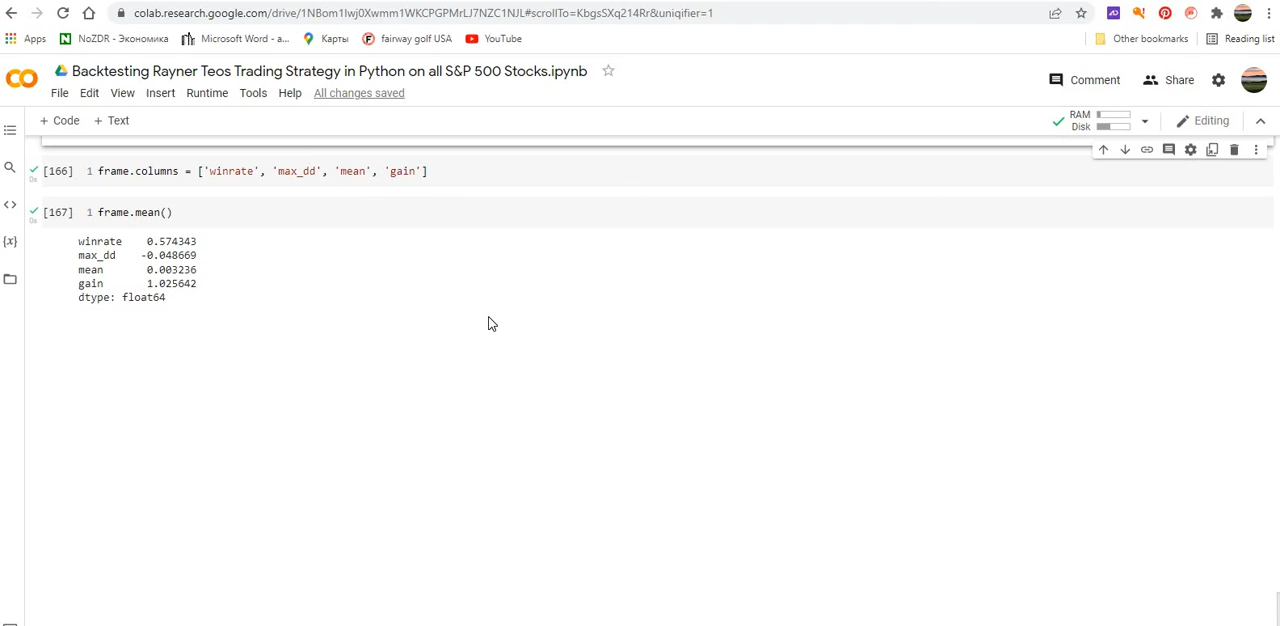 colab.research.google.com/drive/1NBom1lwj0Xwmm1WKCPGPMrLJ7NZC1NJL#scrollTo=KbgsSXq214Rr&uniqifier=1
Apps NoZDR - Экономика Microsoft Word - a... Карты fairway golf USA YouTube Other bookmarks Reading list
Backtesting Rayner Teos Trading Strategy in Python on all S&P 500 Stocks.ipynb
Comment Share
File Edit View Insert Runtime Tools Help All changes saved
+ Code + Text RAM Disk Editing
[166] 1 frame.columns = ['winrate', 'max_dd', 'mean', 'gain']
0s
[167] 1 frame.mean()
0s
winrate 0.574343
max_dd -0.048669
mean 0.003236
gain 1.025642
dtype: float64